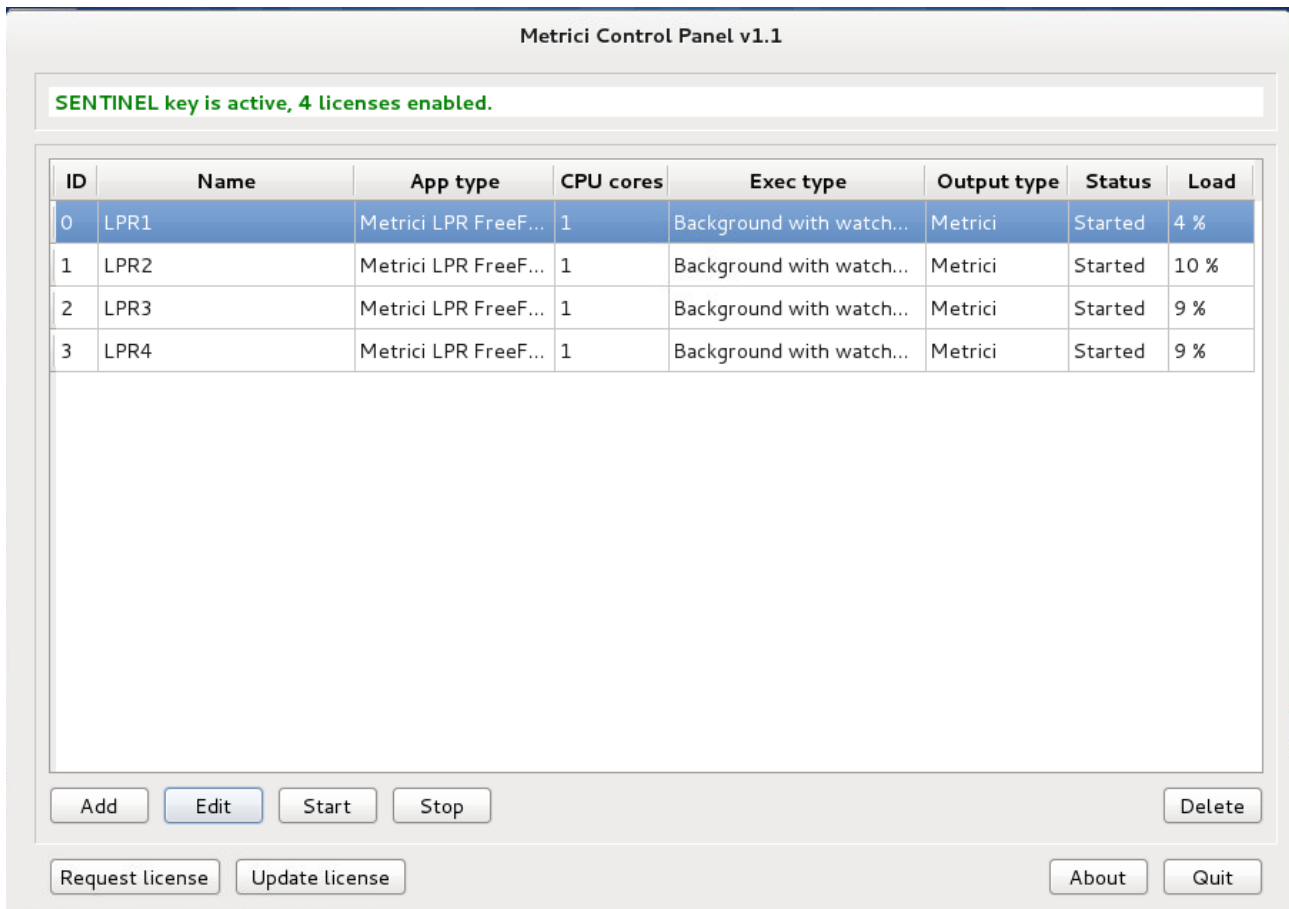 Metrici Control Panel v1.1
SENTINEL key is active, 4 licenses enabled.
ID Name App type CPU cores Exec type Output type Status Load
0 LPR1 Metrici LPR FreeF... 1 Background with watch... Metrici Started 4 %
1 LPR2 Metrici LPR FreeF... 1 Background with watch... Metrici Started 10 %
2 LPR3 Metrici LPR FreeF... 1 Background with watch... Metrici Started 9 %
3 LPR4 Metrici LPR FreeF... 1 Background with watch... Metrici Started 9 %
Add Edit Start Stop Delete
Request license Update license About Quit